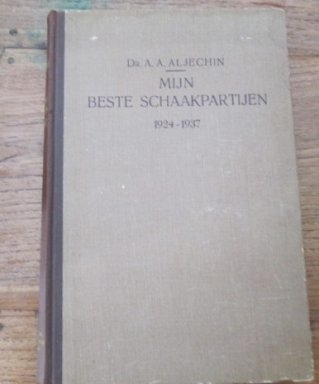 DR. A. A. ALJECHIN
MIJN
BESTE SCHAAKPARTIJEN
1924-1937